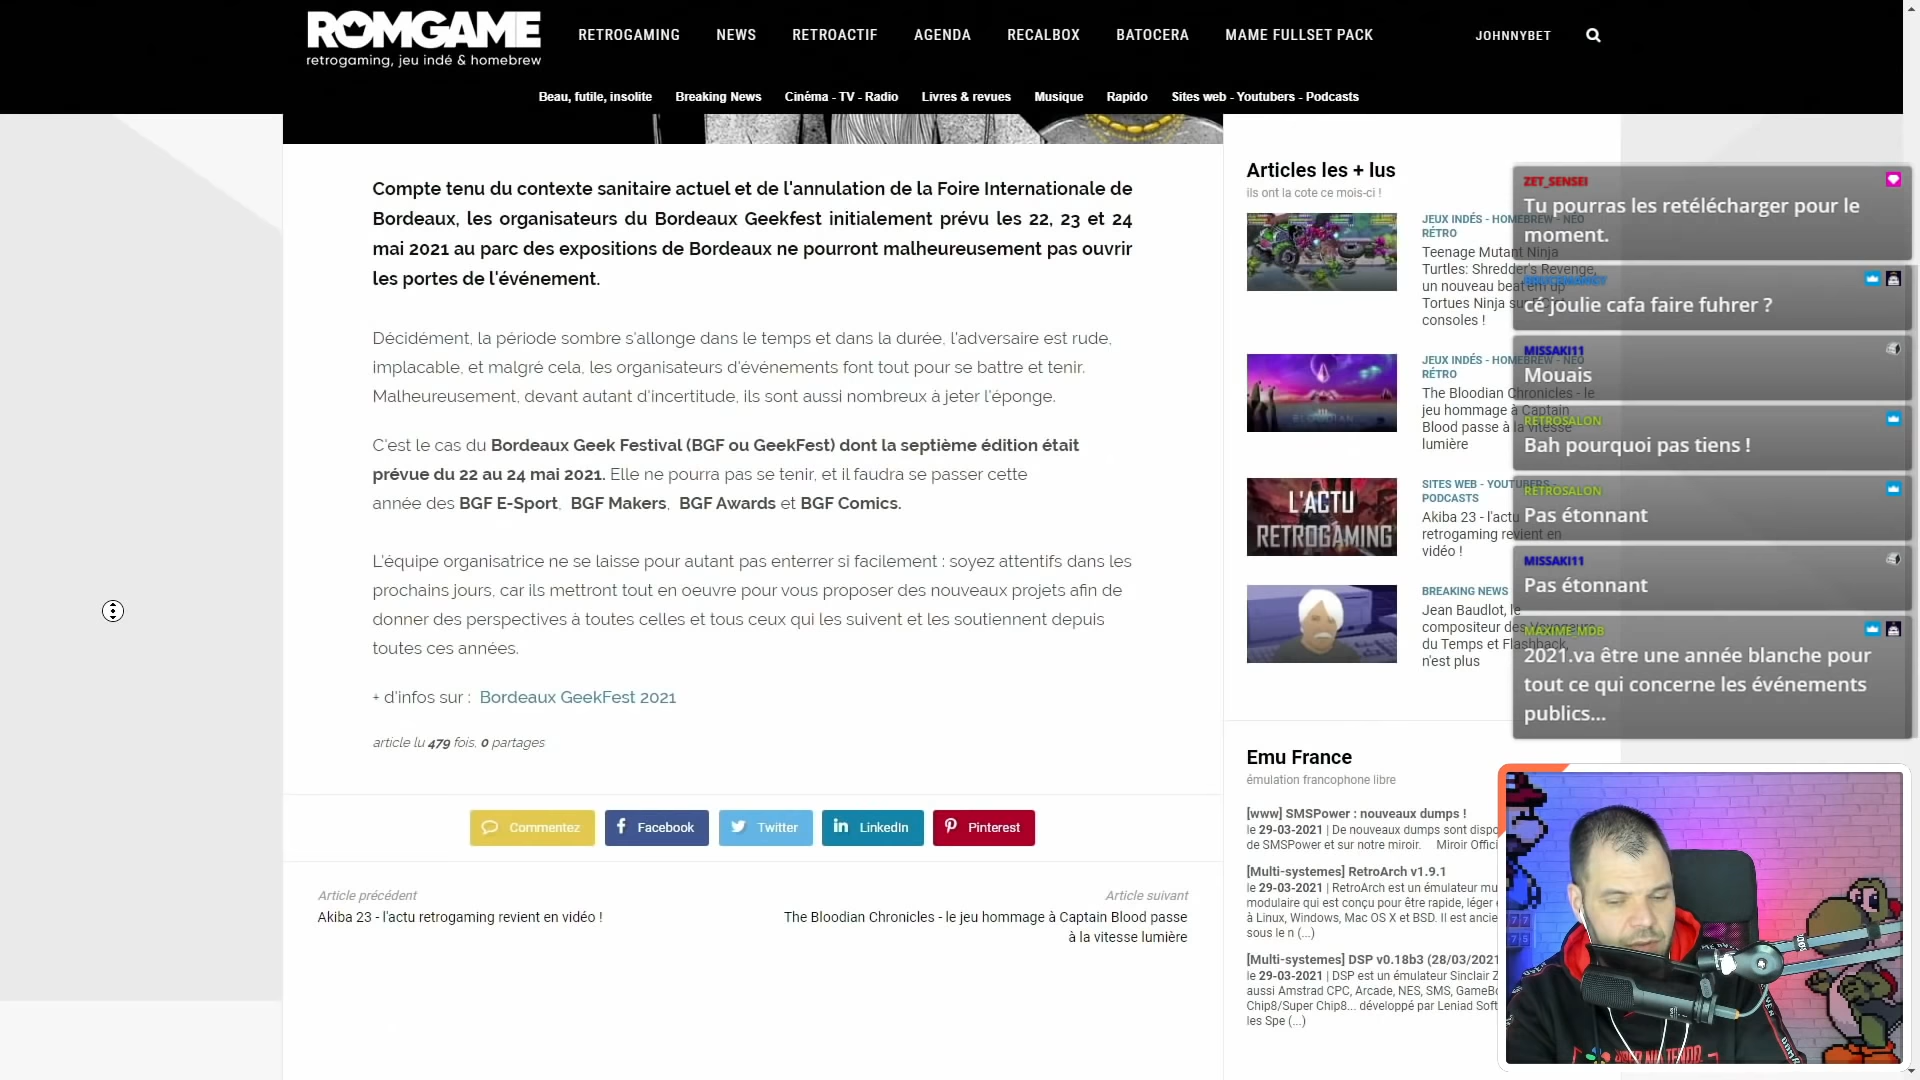 ROMGAME
retrogaming, jeu indé & homebrew
RETROGAMING NEWS RETROACTIF AGENDA RECALBOX BATOCERA MAME FULLSET PACK JOHNNYBET
Beau, futile, insolite Breaking News Cinéma - TV - Radio Livres & revues Musique Rapido Sites web - Youtubers - Podcasts
Compte tenu du contexte sanitaire actuel et de l'annulation de la Foire Internationale de
Bordeaux, les organisateurs du Bordeaux Geekfest initialement prévu les 22, 23 et 24
mai 2021 au parc des expositions de Bordeaux ne pourront malheureusement pas ouvrir
les portes de l'événement.
Décidément, la période sombre s'allonge dans le temps et dans la durée, l'adversaire est rude,
implacable, et malgré cela, les organisateurs d'événements font tout pour se battre et tenir.
Malheureusement, devant autant d'incertitude, ils sont aussi nombreux à jeter l'éponge.
C'est le cas du Bordeaux Geek Festival (BGF ou GeekFest) dont la septième édition était
prévue du 22 au 24 mai 2021. Elle ne pourra pas se tenir, et il faudra se passer cette
année des BGF E-Sport, BGF Makers, BGF Awards et BGF Comics.
L'équipe organisatrice ne se laisse pour autant pas enterrer si facilement : soyez attentifs dans les
prochains jours, car ils mettront tout en oeuvre pour vous proposer des nouveaux projets afin de
donner des perspectives à toutes celles et tous ceux qui les suivent et les soutiennent depuis
toutes ces années.
+ d'infos sur : Bordeaux GeekFest 2021
article lu 479 fois, 0 partages
Commentez Facebook Twitter LinkedIn Pinterest
Article précédent
Akiba 23 - l'actu retrogaming revient en vidéo !
Article suivant
The Bloodian Chronicles - le jeu hommage à Captain Blood passe
à la vitesse lumière
Articles les + lus
ils ont la cote ce mois-ci !
JEUX INDÉS - HOMEBREW - NEO
RÉTRO
Teenage Mutant Ninja
Turtles: Shredder's Revenge,
un nouveau beat'em up
Tortues Ninja sur
consoles !
JEUX INDÉS - HOMEBREW - NEO
RÉTRO
The Bloodian Chronicles - le
jeu hommage à Captain
Blood passe à la vitesse
lumière
L'ACTU
RETROGAMING
SITES WEB - YOUTUBERS -
PODCASTS
Akiba 23 - l'actu
retrogaming revient en
vidéo !
BREAKING NEWS
Jean Baudlot, le
compositeur des Voyageurs
du Temps et Flashback,
n'est plus
Emu France
émulation francophone libre
[www] SMSPower : nouveaux dumps !
le 29-03-2021 | De nouveaux dumps sont dispo
de SMSPower et sur notre miroir. Miroir Offici
[Multi-systemes] RetroArch v1.9.1
le 29-03-2021 | RetroArch est un émulateur mu
modulaire qui est conçu pour être rapide, léger
à Linux, Windows, Mac OS X et BSD. Il est ancie
sous le n (...)
[Multi-systemes] DSP v0.18b3 (28/03/2021
le 29-03-2021 | DSP est un émulateur Sinclair Z
aussi Amstrad CPC, Arcade, NES, SMS, GameBo
Chip8/Super Chip8... développé par Leniad Soft
les Spe (...)
ZET_SENSEI
Tu pourras les retélécharger pour le
moment.
cé joulie cafa faire fuhrer ?
MISSAKI11
Mouais
RETROSALON
Bah pourquoi pas tiens !
RETROSALON
Pas étonnant
MISSAKI11
Pas étonnant
MAXIME_MDB
2021.va être une année blanche pour
tout ce qui concerne les événements
publics...